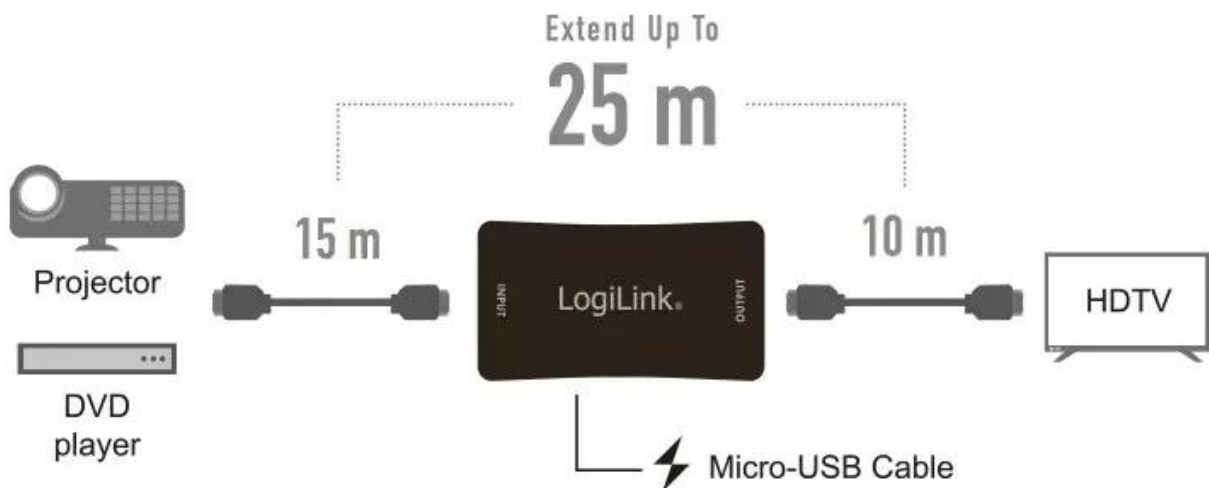 Extend Up To
25 m
15 m
10 m
Projector
INPUT
LogiLink®
OUTPUT
HDTV
DVD
player
Micro-USB Cable